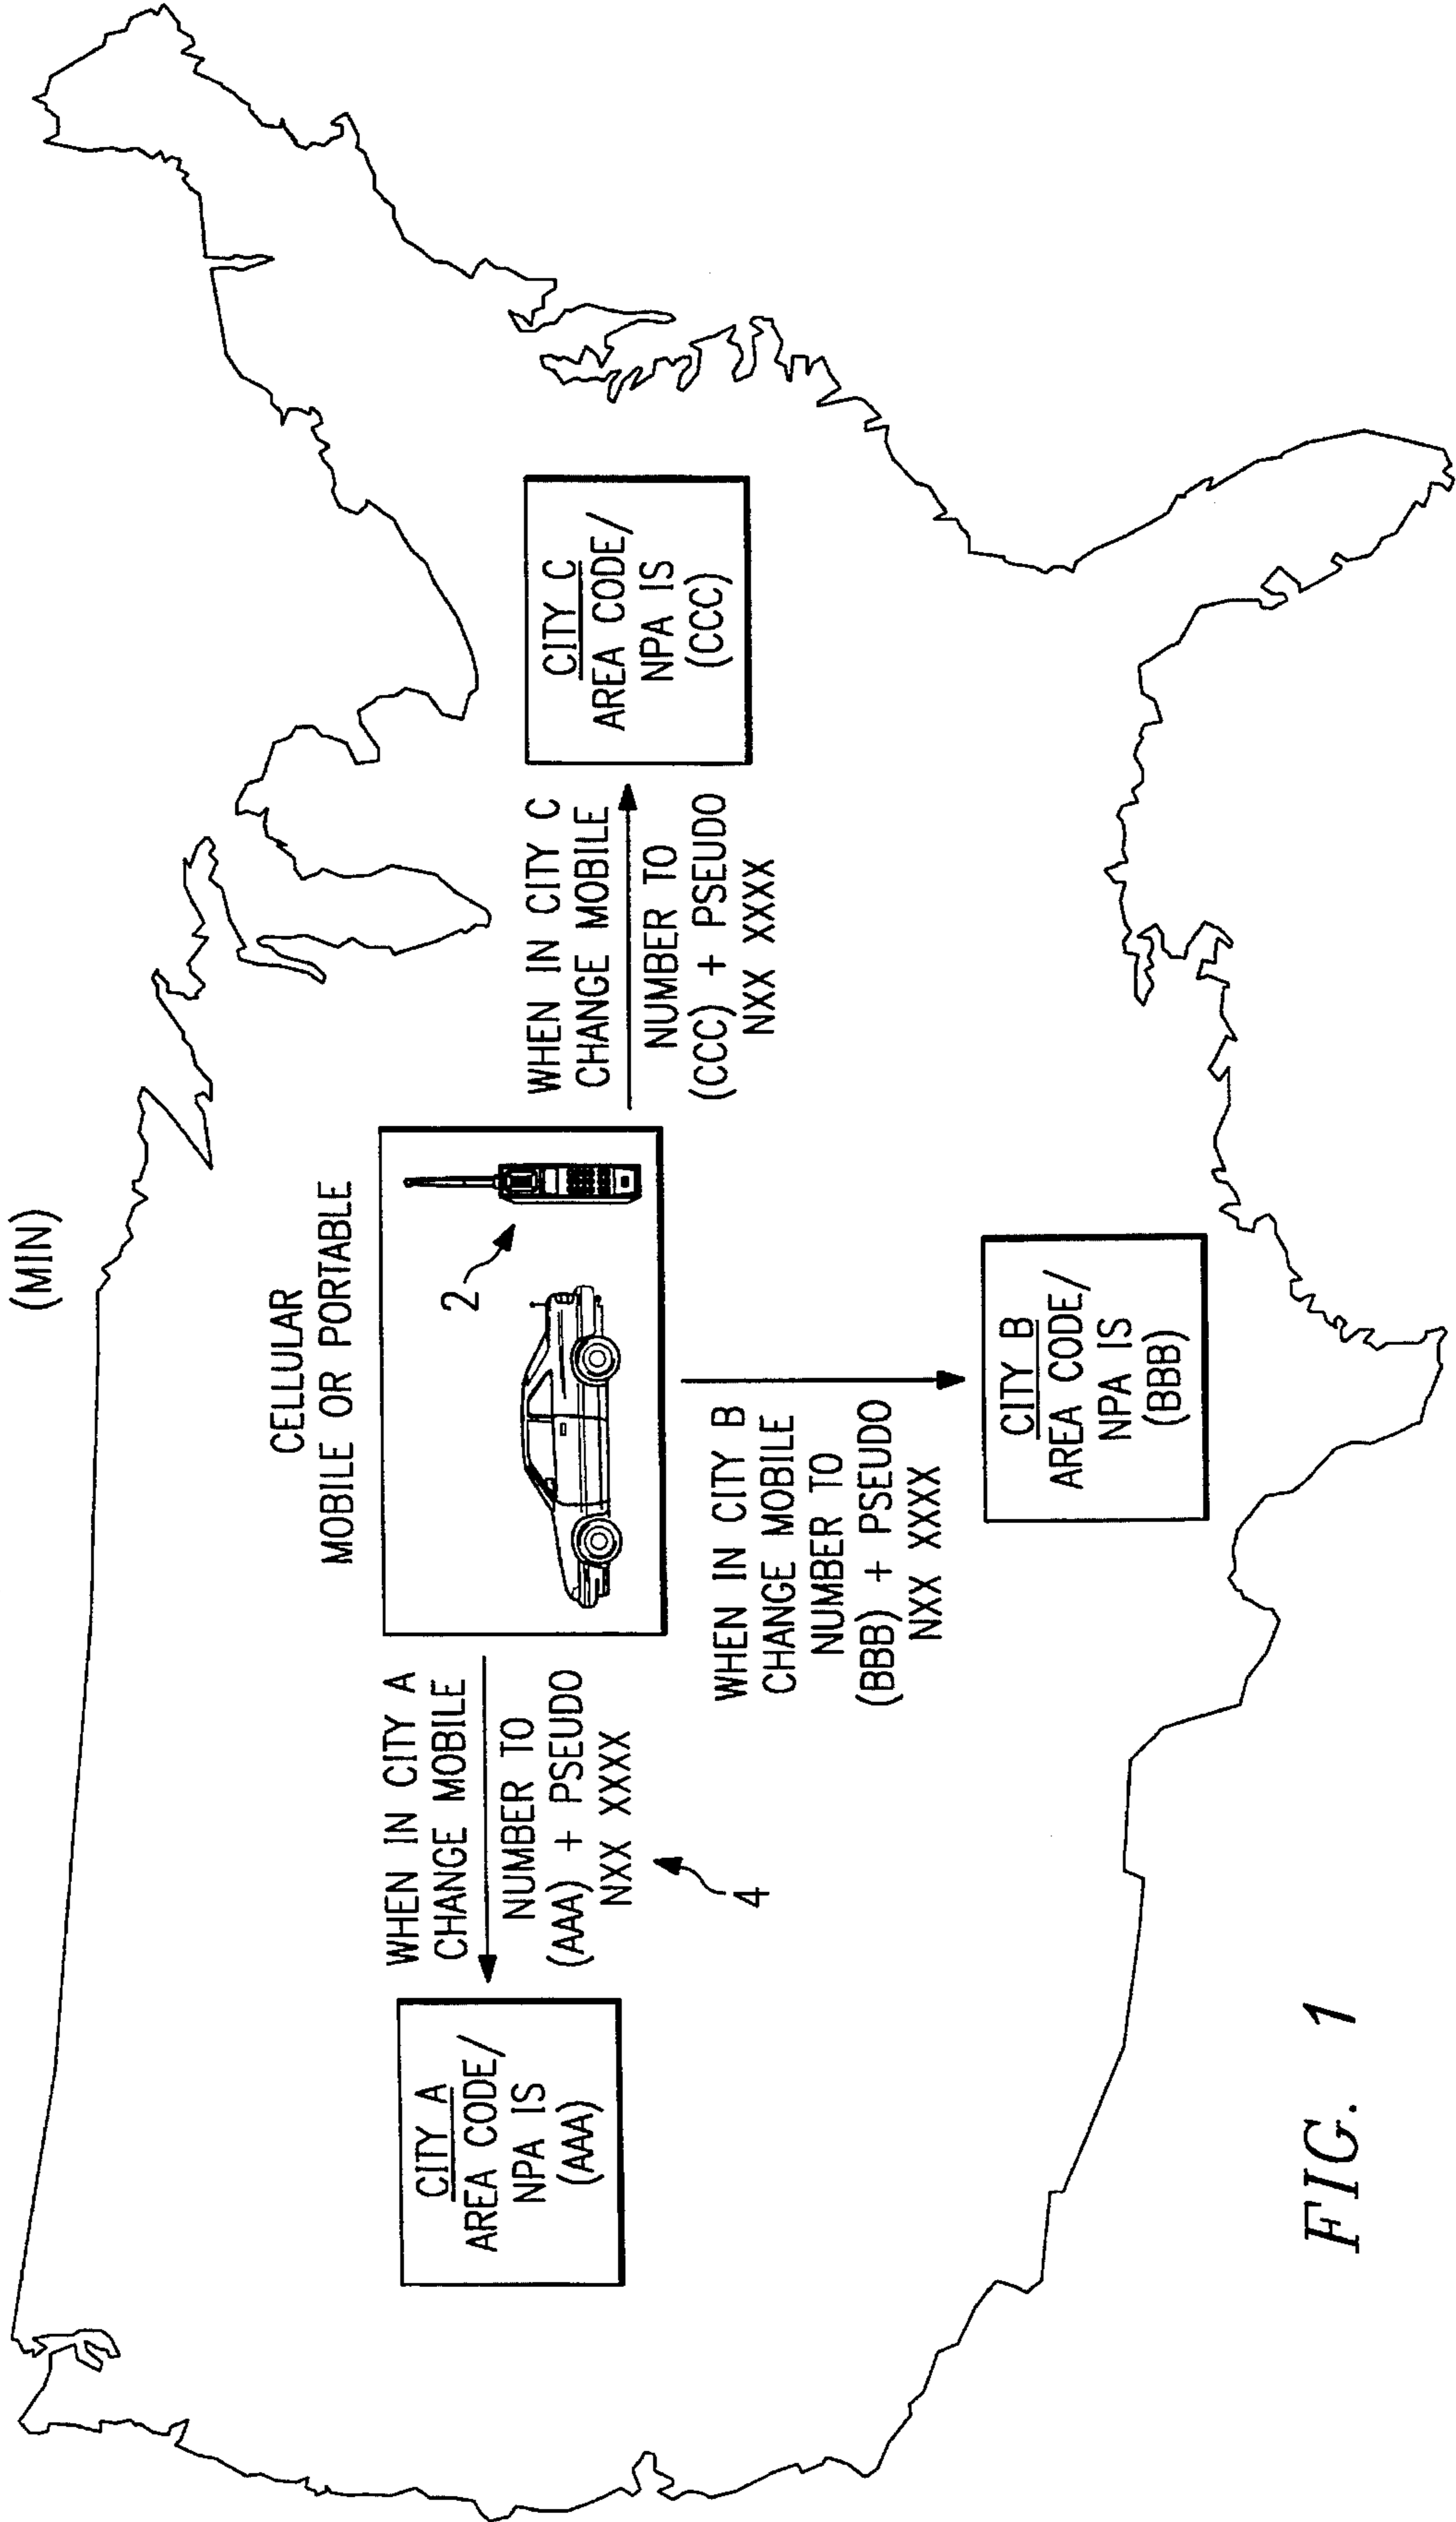 (MIN)
CELLULAR
MOBILE OR PORTABLE
2
WHEN IN CITY A
CHANGE MOBILE
NUMBER TO
(AAA) + PSEUDO
NXX XXXX
4
CITY A
AREA CODE/
NPA IS
(AAA)
WHEN IN CITY B
CHANGE MOBILE
NUMBER TO
(BBB) + PSEUDO
NXX XXXX
CITY B
AREA CODE/
NPA IS
(BBB)
WHEN IN CITY C
CHANGE MOBILE
NUMBER TO
(CCC) + PSEUDO
NXX XXXX
CITY C
AREA CODE/
NPA IS
(CCC)
FIG. 1